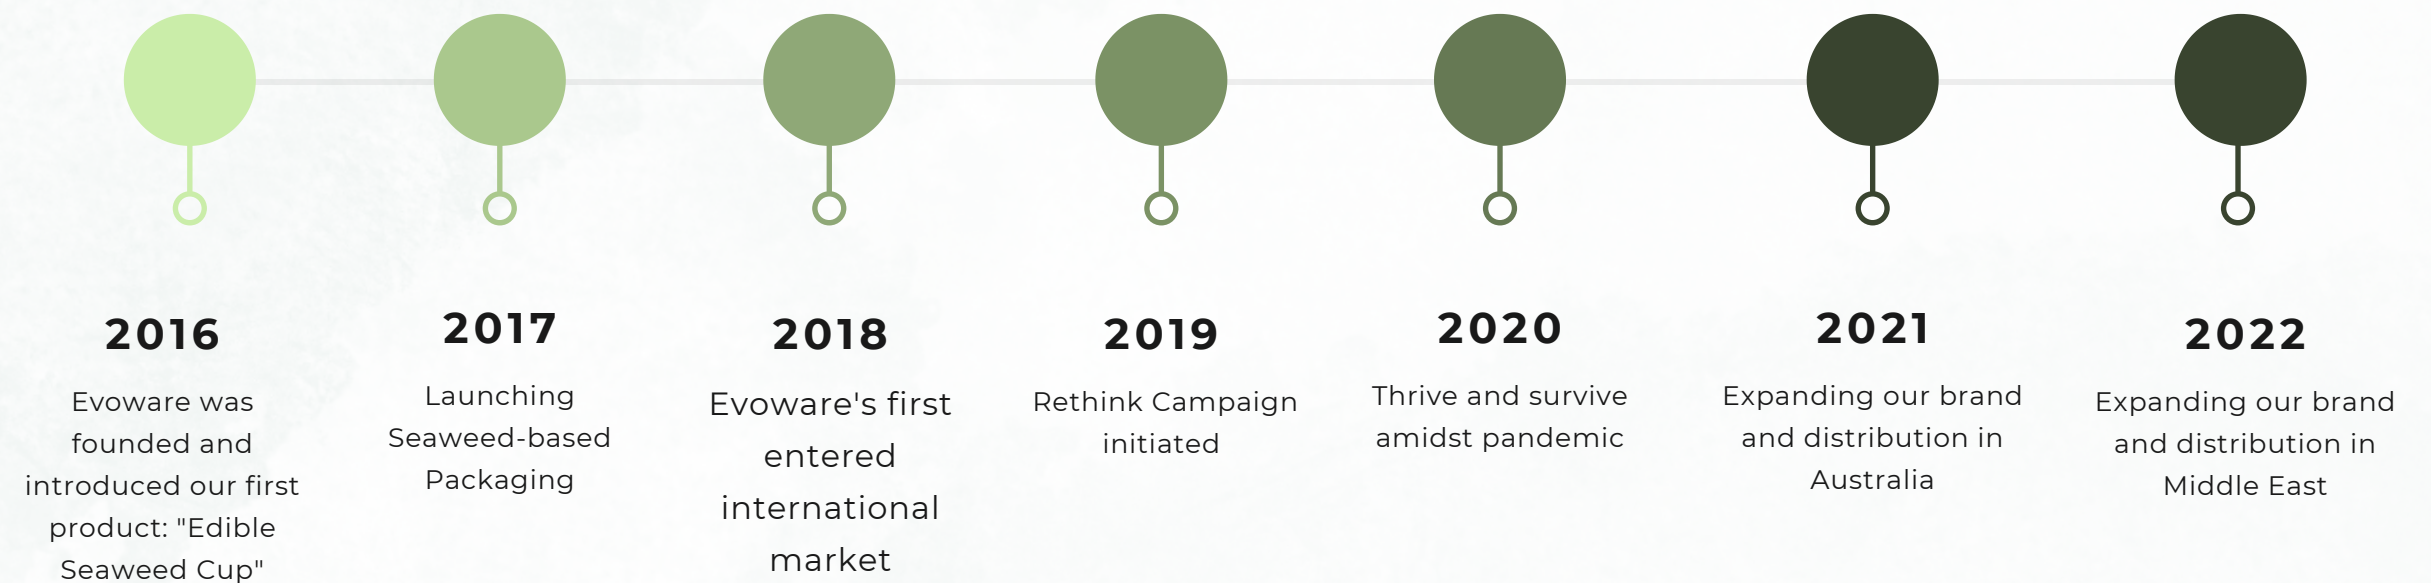 2016
Evoware was
founded and
introduced our first
product: "Edible
Seaweed Cup"
2017
Launching
Seaweed-based
Packaging
2018
Evoware's first
entered
international
market
2019
Rethink Campaign
initiated
2020
Thrive and survive
amidst pandemic
2021
Expanding our brand
and distribution in
Australia
2022
Expanding our brand
and distribution in
Middle East